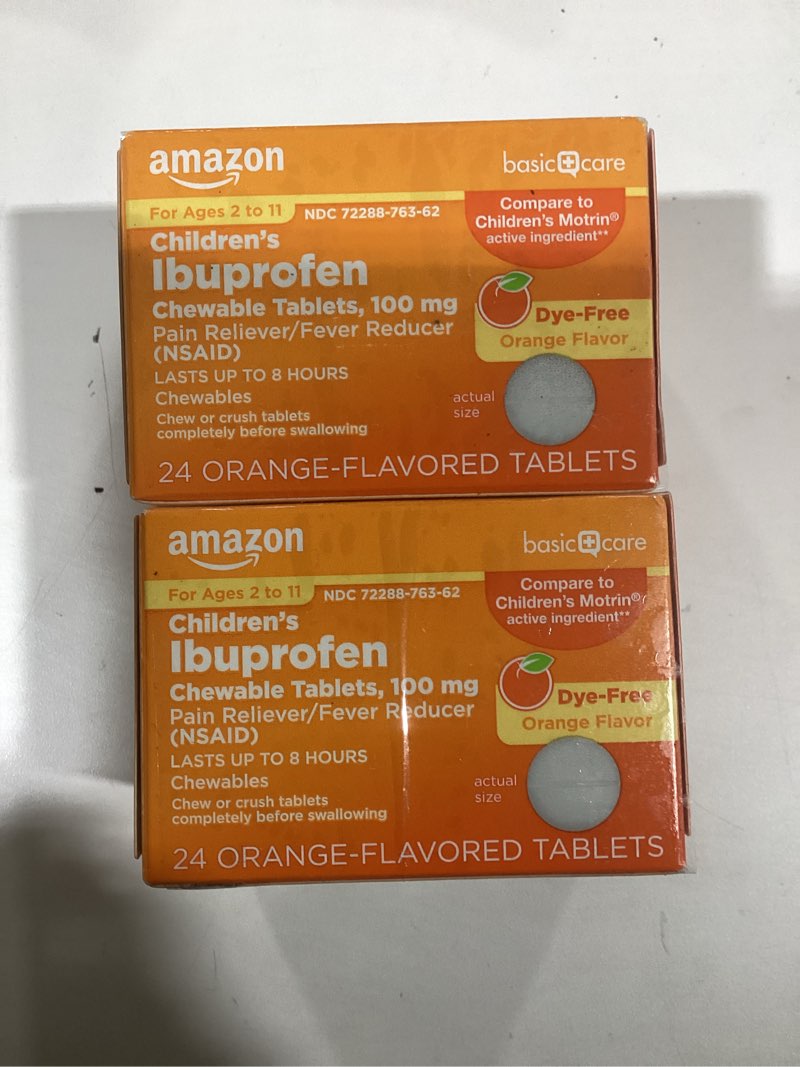 amazon
basic care
For Ages 2 to 11
NDC 72288-763-62
Compare to
Children's Motrin®
active ingredient**
Children's
Ibuprofen
Chewable Tablets, 100 mg
Pain Reliever/Fever Reducer
(NSAID)
Dye-Free
Orange Flavor
LASTS UP TO 8 HOURS
Chewables
Chew or crush tablets
completely before swallowing
actual
size
24 ORANGE-FLAVORED TABLETS
amazon
basic care
For Ages 2 to 11
NDC 72288-763-62
Compare to
Children's Motrin®
active ingredient**
Children's
Ibuprofen
Chewable Tablets, 100 mg
Pain Reliever/Fever Reducer
(NSAID)
Dye-Free
Orange Flavor
LASTS UP TO 8 HOURS
Chewables
Chew or crush tablets
completely before swallowing
actual
size
24 ORANGE-FLAVORED TABLETS